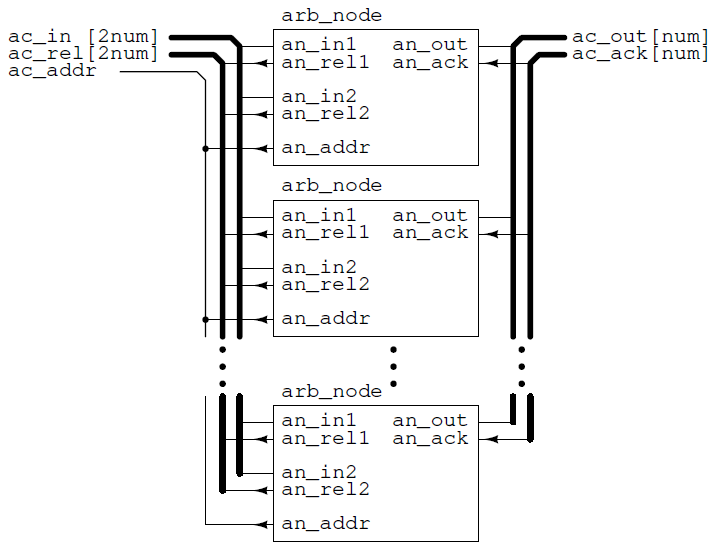 arb_node
ac_in [2num]
ac_rel[2num]
ac_addr
an_in1 an_out
an_rel1 an_ack
an_in2
an_rel2
an_addr
ac_out[num]
ac_ack[num]
arb_node
an_in1 an_out
an_rel1 an_ack
an_in2
an_rel2
an_addr
arb_node
an_in1 an_out
an_rel1 an_ack
an_in2
an_rel2
an_addr